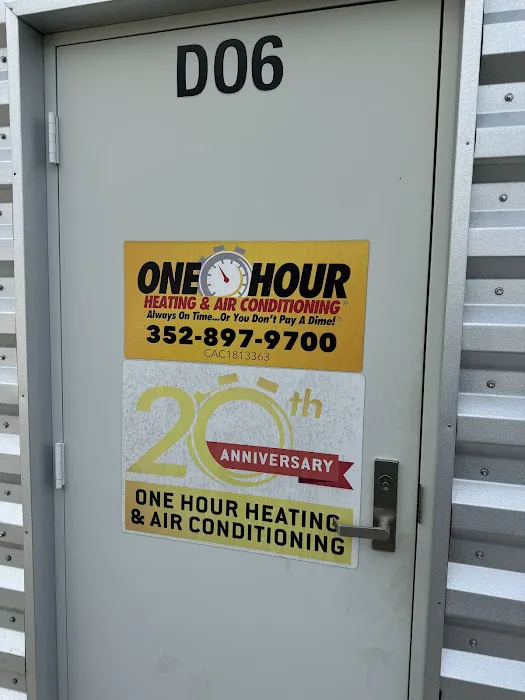 D06
ONE HOUR
HEATING & AIR CONDITIONING
Always On Time...Or You Don't Pay A Dime!
352-897-9700
CAC1813363
20th
ANNIVERSARY
ONE HOUR HEATING
& AIR CONDITIONING